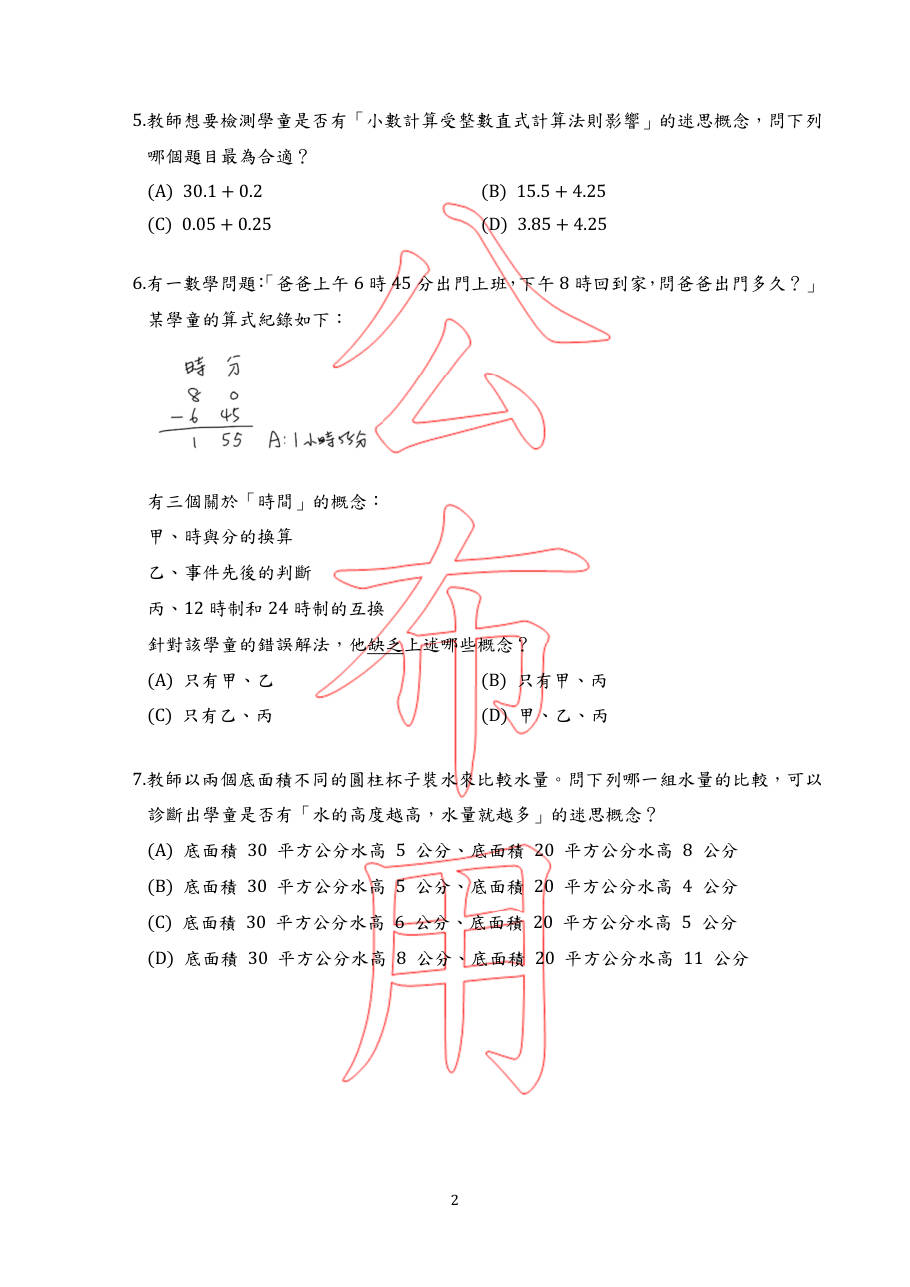 5.教師想要檢測學童是否有「小數計算受整數直式計算法則影響」的迷思概念，問下列
哪個題目最為合適？
(A) 30.1 + 0.2 (B) 15.5 + 4.25
(C) 0.05 + 0.25 (D) 3.85 + 4.25
6.有一數學問題：「爸爸上午 6 時 45 分出門上班，下午 8 時回到家，問爸爸出門多久？」
某學童的算式紀錄如下：
時 分
8 0
－6 45
1 55 A：1小時55分
有三個關於「時間」的概念：
甲、時與分的換算
乙、事件先後的判斷
丙、12 時制和 24 時制的互換
針對該學童的錯誤解法，他缺乏上述哪些概念？
(A) 只有甲、乙 (B) 只有甲、丙
(C) 只有乙、丙 (D) 甲、乙、丙
7.教師以兩個底面積不同的圓柱杯子裝水來比較水量。問下列哪一組水量的比較，可以
診斷出學童是否有「水的高度越高，水量就越多」的迷思概念？
(A) 底面積 30 平方公分水高 5 公分、底面積 20 平方公分水高 8 公分
(B) 底面積 30 平方公分水高 5 公分、底面積 20 平方公分水高 4 公分
(C) 底面積 30 平方公分水高 6 公分、底面積 20 平方公分水高 5 公分
(D) 底面積 30 平方公分水高 8 公分、底面積 20 平方公分水高 11 公分
公
布
用
2